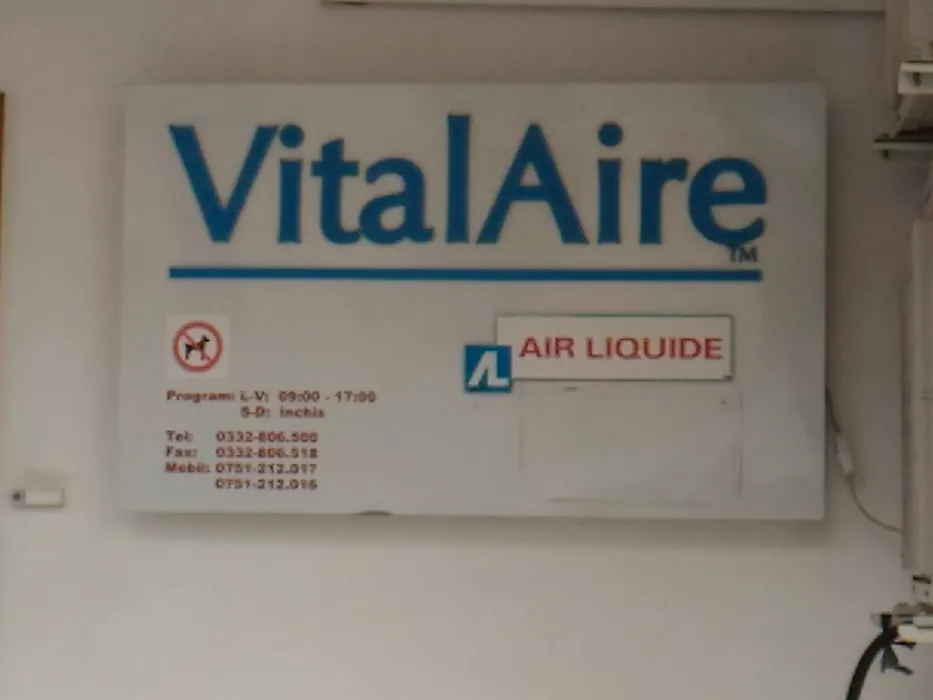 VitalAire
TM
AIR LIQUIDE
AL
Program: L-V: 09:00 - 17:00
S-D: inchis
Tel: 0332-806.500
Fax: 0332-806.518
Mobil: 0751-212.017
0751-212.016